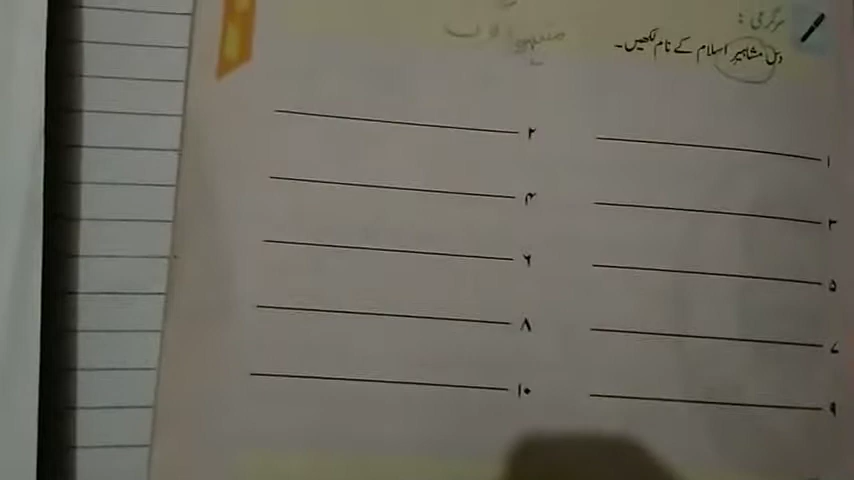 سرگرمی :
دس مشاہیر اسلام کے نام لکھیں۔
۱ ۲
۳ ۴
۵ ۶
۷ ۸
۹ ۱۰